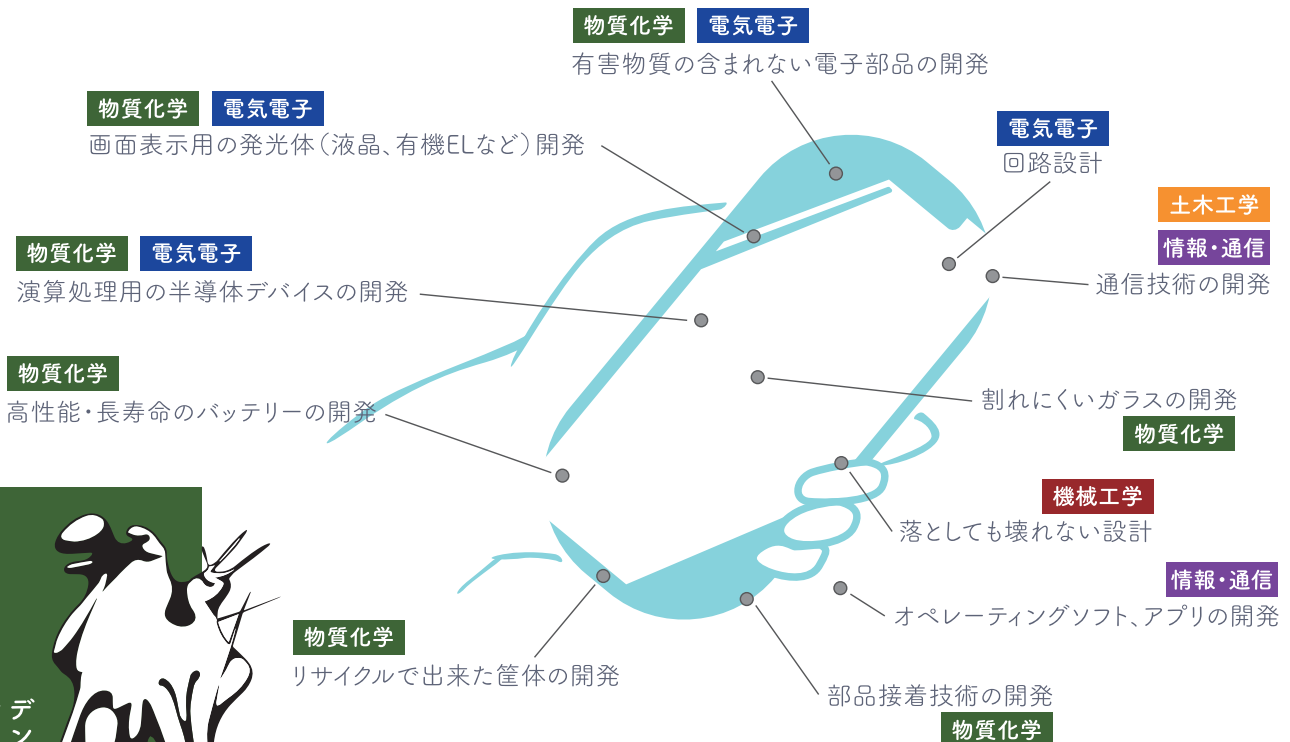 物質化学 電気電子
有害物質の含まれない電子部品の開発
物質化学 電気電子
画面表示用の発光体（液晶、有機ELなど）開発
電気電子
回路設計
土木工学
情報・通信
通信技術の開発
物質化学 電気電子
演算処理用の半導体デバイスの開発
物質化学
高性能・長寿命のバッテリーの開発
割れにくいガラスの開発
物質化学
機械工学
落としても壊れない設計
情報・通信
オペレーティングソフト、アプリの開発
物質化学
リサイクルで出来た筐体の開発
部品接着技術の開発
物質化学
デン